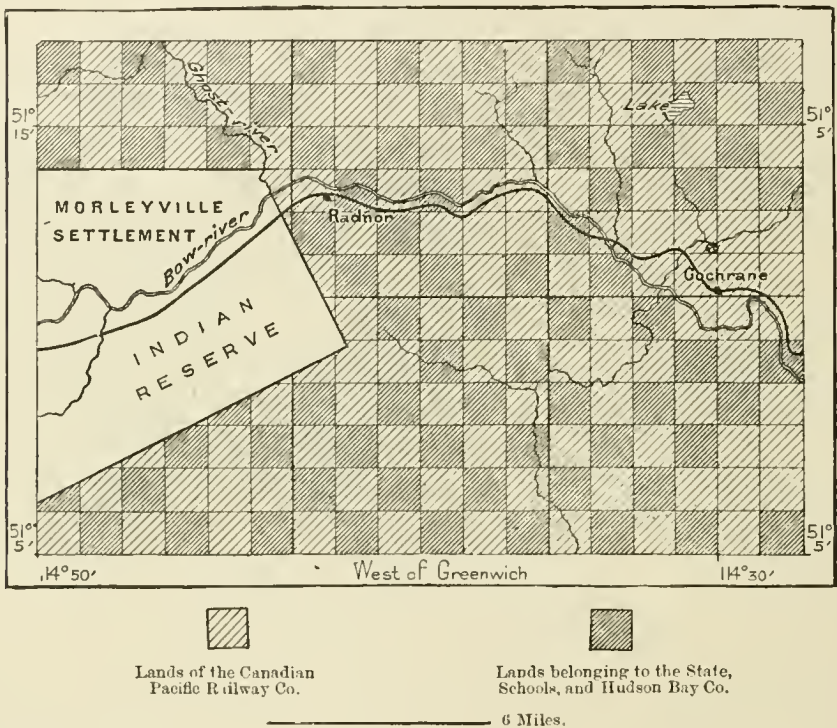 Ghost-river
Lake
51°
15′
51°
5′
MORLEYVILLE
SETTLEMENT
Bow-river
Radnor
Cochrane
INDIAN
RESERVE
51°
5′
51°
5′
114°50′
West of Greenwich
114°30′
Lands of the Canadian
Pacific Railway Co.
Lands belonging to the State,
Schools, and Hudson Bay Co.
6 Miles.